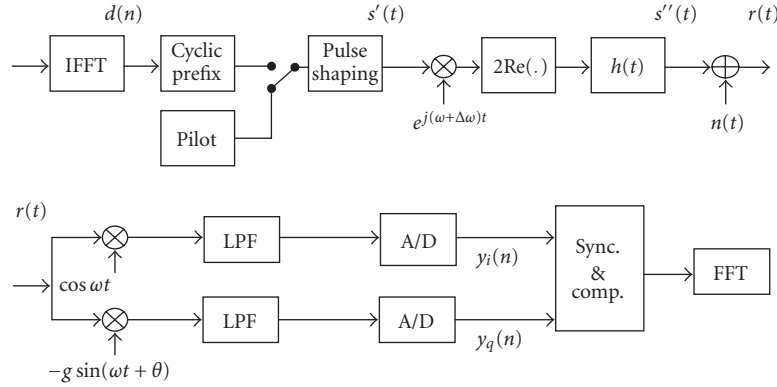 d(n)
s′(t)
s′′(t)
r(t)
IFFT
Cyclic
prefix
Pulse
shaping
2Re(.)
h(t)
e^{j(ω+Δω)t}
n(t)
Pilot
r(t)
LPF
A/D
y_i(n)
cos ωt
Sync.
&
comp.
FFT
LPF
A/D
y_q(n)
−g sin(ωt + θ)